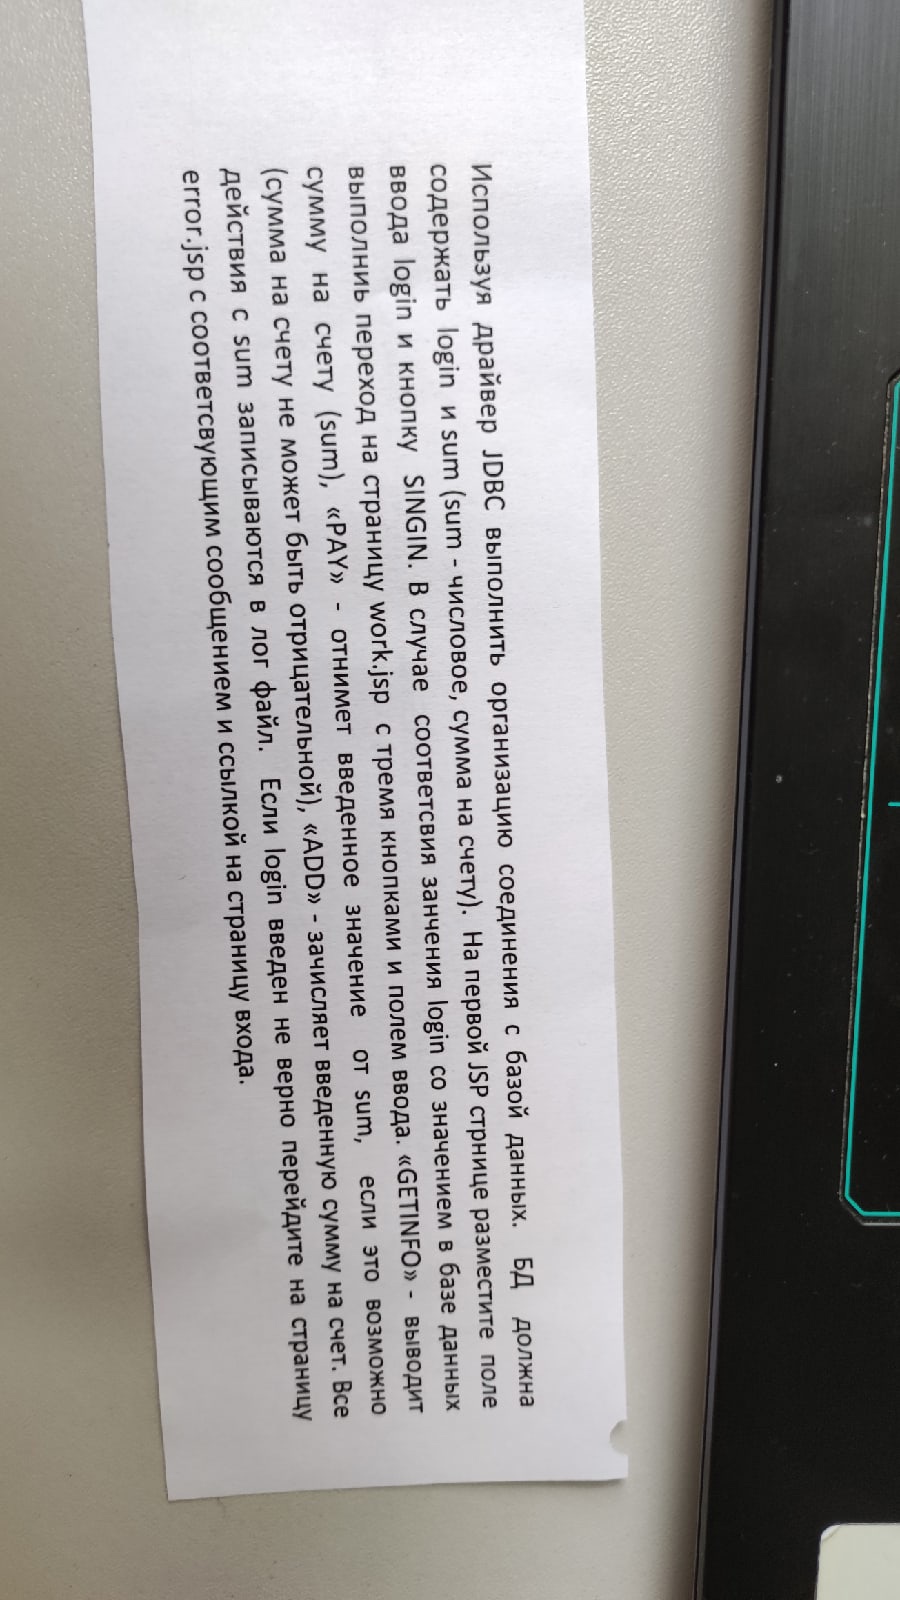 Используя драйвер JDBC выполнить организацию соединения с базой данных. БД должна
содержать login и sum (sum - числовое, сумма на счету). На первой JSP стрнице разместите поле
ввода login и кнопку SINGIN. В случае соответсвия занчения login со значением в базе данных
выполниь переход на страницу work.jsp с тремя кнопками и полем ввода. «GETINFO» - выводит
сумму на счету (sum), «PAY» - отнимет введенное значение от sum, если это возможно
(сумма на счету не может быть отрицательной), «ADD» - зачисляет введенную сумму на счет. Все
действия с sum записываются в лог файл. Если login введен не верно перейдите на страницу
error.jsp с соответсвующим сообщением и ссылкой на страницу входа.